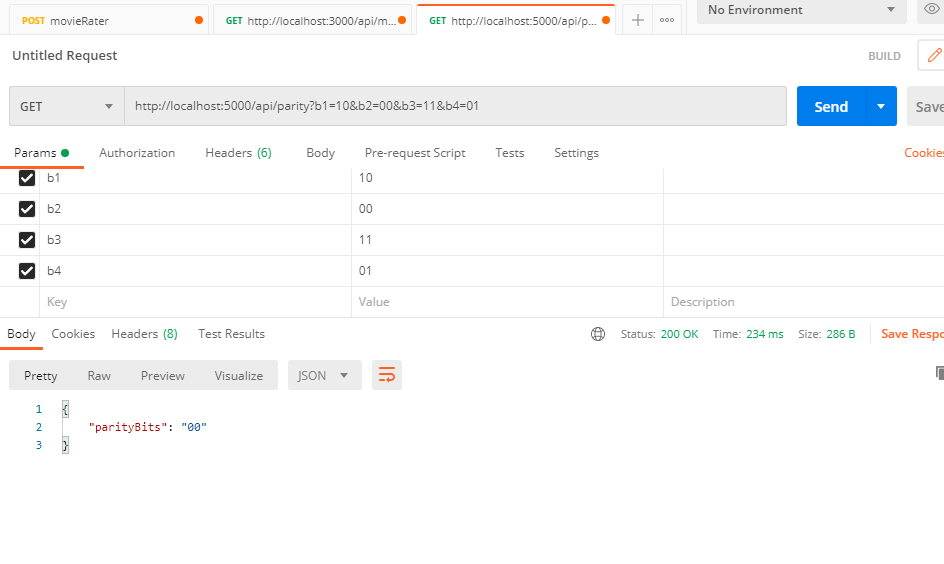 POST movieRater
GET http://localhost:3000/api/m...
GET http://localhost:5000/api/p...
No Environment
Untitled Request
BUILD
GET
http://localhost:5000/api/parity?b1=10&b2=00&b3=11&b4=01
Send
Save
Params
Authorization
Headers (6)
Body
Pre-request Script
Tests
Settings
Cookies
b1 10
b2 00
b3 11
b4 01
Key Value Description
Body Cookies Headers (8) Test Results
Status: 200 OK Time: 234 ms Size: 286 B
Save Respo
Pretty Raw Preview Visualize JSON
1 {
2 "parityBits": "00"
3 }